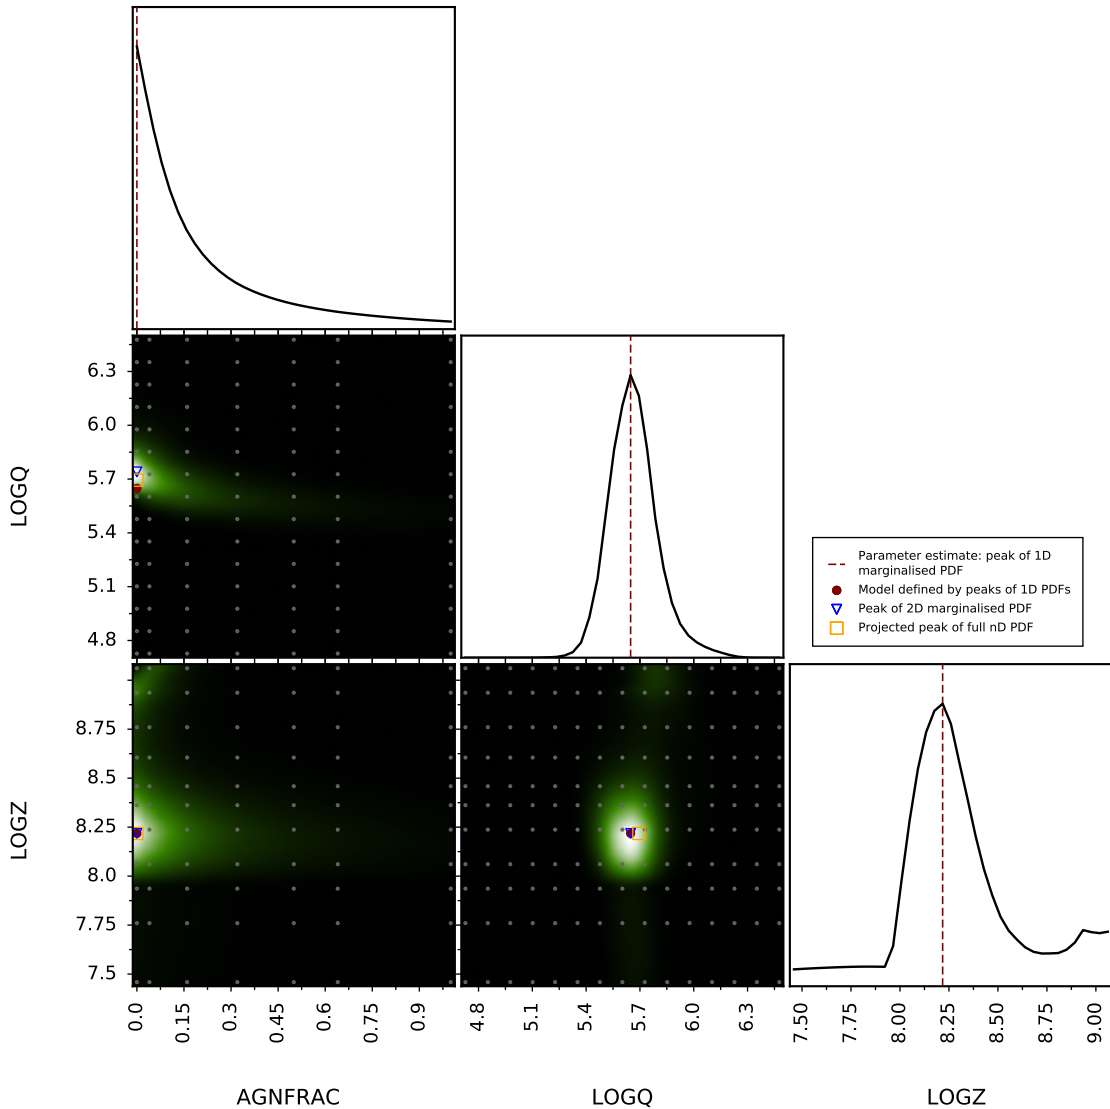 6.3
6.0
5.7
5.4
5.1
4.8
LOGQ
Parameter estimate: peak of 1D
marginalised PDF
Model defined by peaks of 1D PDFs
Peak of 2D marginalised PDF
Projected peak of full nD PDF
8.75
8.5
8.25
8.0
7.75
7.5
LOGZ
0.0 0.15 0.3 0.45 0.6 0.75 0.9
4.8 5.1 5.4 5.7 6.0 6.3
7.50 7.75 8.00 8.25 8.50 8.75 9.00
AGNFRAC
LOGQ
LOGZ